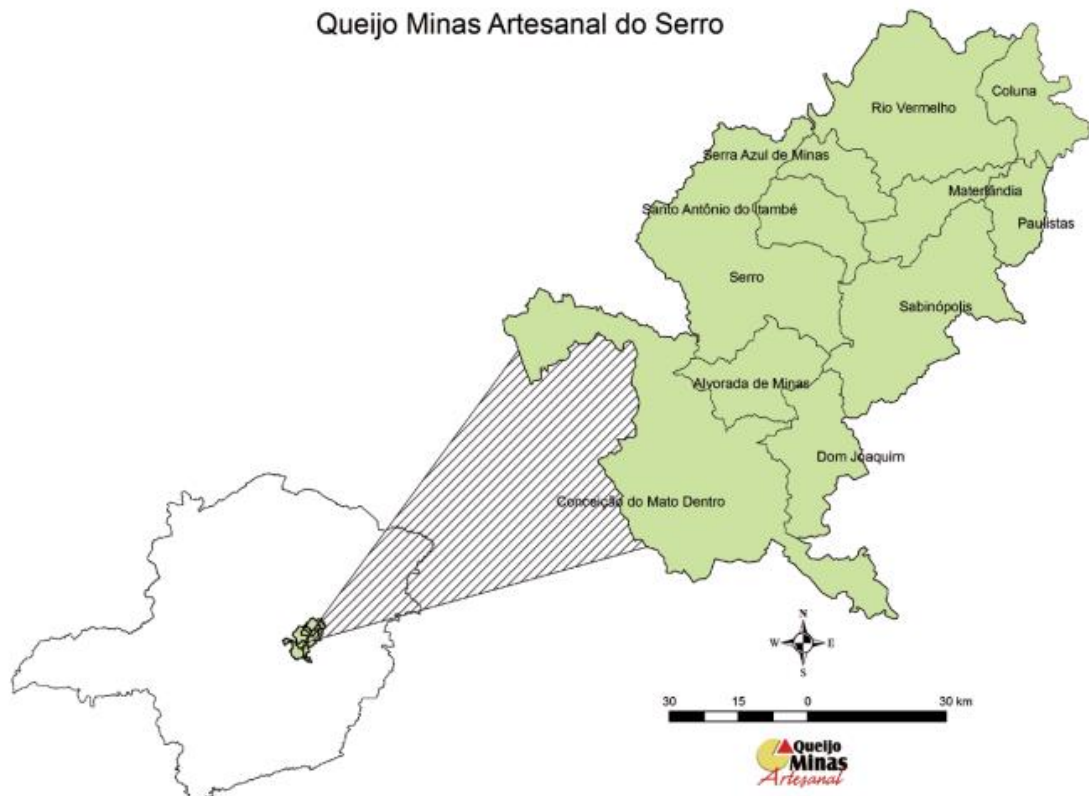 Queijo Minas Artesanal do Serro
Coluna
Rio Vermelho
Serra Azul de Minas
Materlândia
Santo Antônio do Itambé
Paulistas
Serro
Sabinópolis
Alvorada de Minas
Dom Joaquim
Conceição do Mato Dentro
N
W E
S
30 15 0 30 km
Queijo
Minas
Artesanal